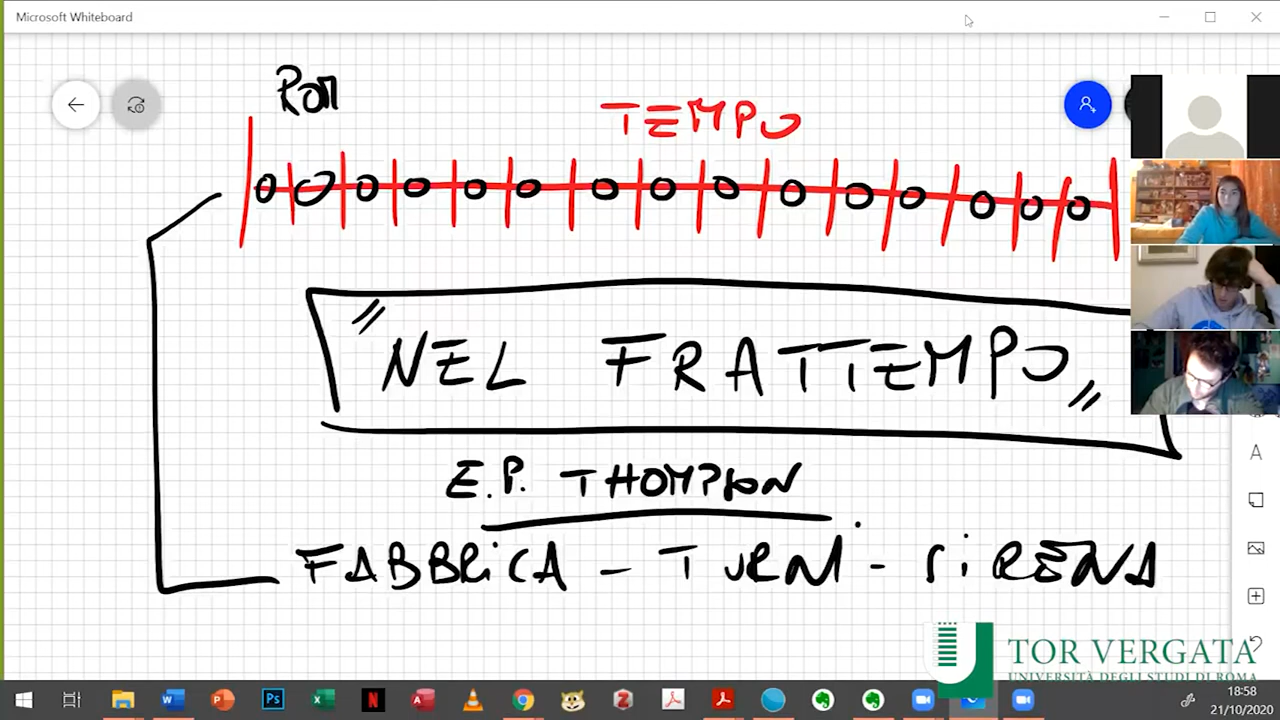 Microsoft Whiteboard
Rom
TEMPO
"NEL FRATTEMPO"
E.P. THOMPSON
FABBRICA - TURNI - SIRENA
TOR VERGATA
UNIVERSITÀ DEGLI STUDI DI ROMA
18:58
21/10/2020